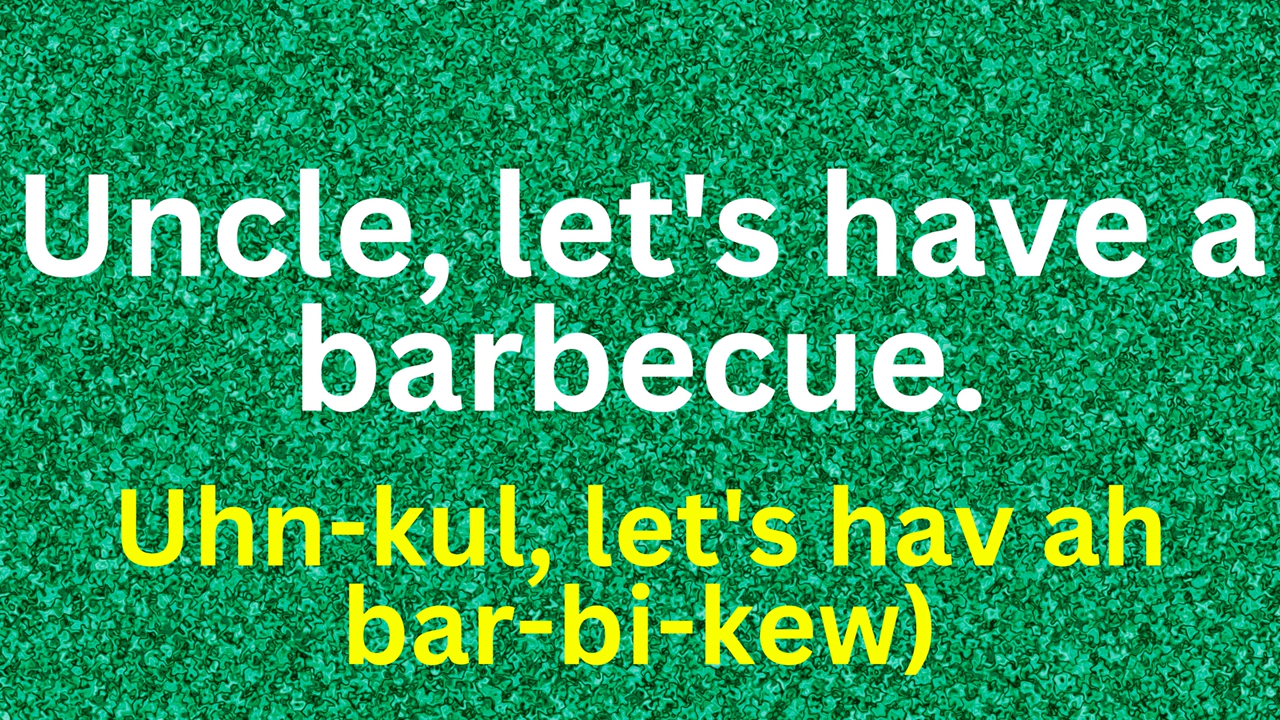 Uncle, let's have a
barbecue.
Uhn-kul, let's hav ah
bar-bi-kew)